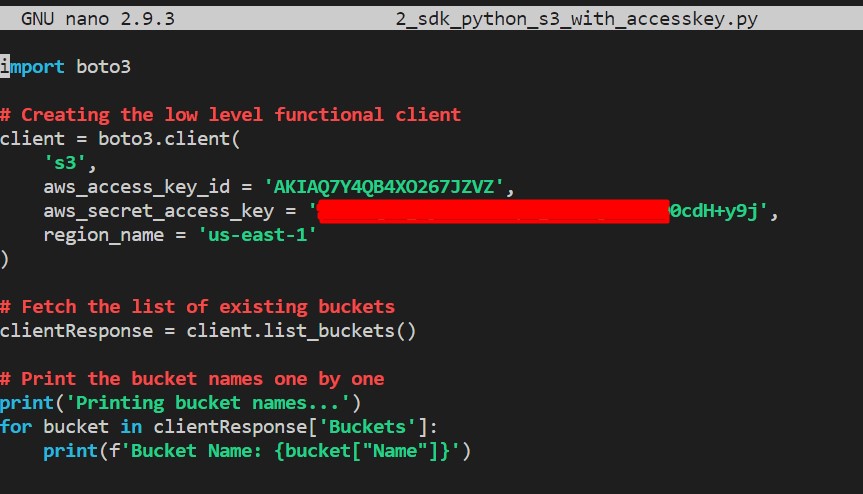 GNU nano 2.9.3 2_sdk_python_s3_with_accesskey.py
import boto3
# Creating the low level functional client
client = boto3.client(
's3',
aws_access_key_id = 'AKIAQ7Y4QB4XO267JZVZ',
aws_secret_access_key = '0cdH+y9j',
region_name = 'us-east-1'
)
# Fetch the list of existing buckets
clientResponse = client.list_buckets()
# Print the bucket names one by one
print('Printing bucket names...')
for bucket in clientResponse['Buckets']:
print(f'Bucket Name: {bucket["Name"]}')